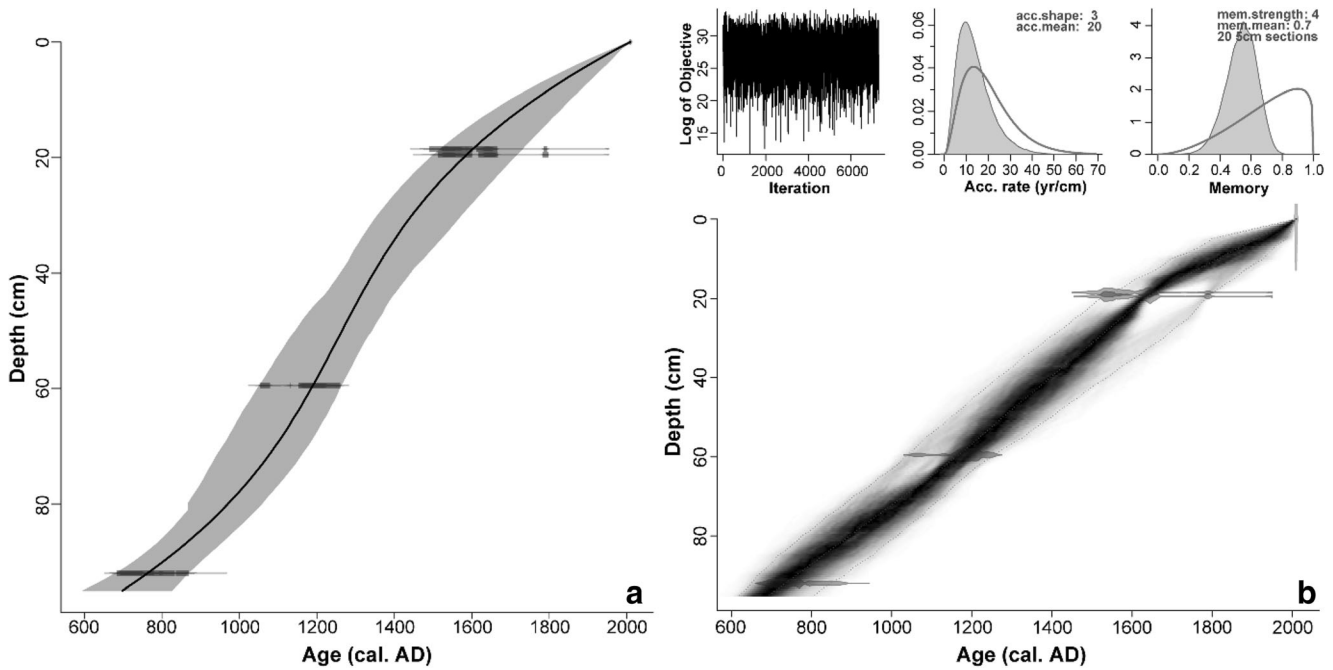 0
20
40
60
80
Depth (cm)
600 800 1000 1200 1400 1600 1800 2000
Age (cal. AD)
a
15 20 25 30
Log of Objective
0 2000 4000 6000
Iteration
acc.shape: 3
acc.mean: 20
0.00 0.02 0.04 0.06
0 10 20 30 40 50 60 70
Acc. rate (yr/cm)
mem.strength: 4
mem.mean: 0.7
20 5cm sections
0 1 2 3 4
0.0 0.2 0.4 0.6 0.8 1.0
Memory
0
20
40
60
80
Depth (cm)
600 800 1000 1200 1400 1600 1800 2000
Age (cal. AD)
b